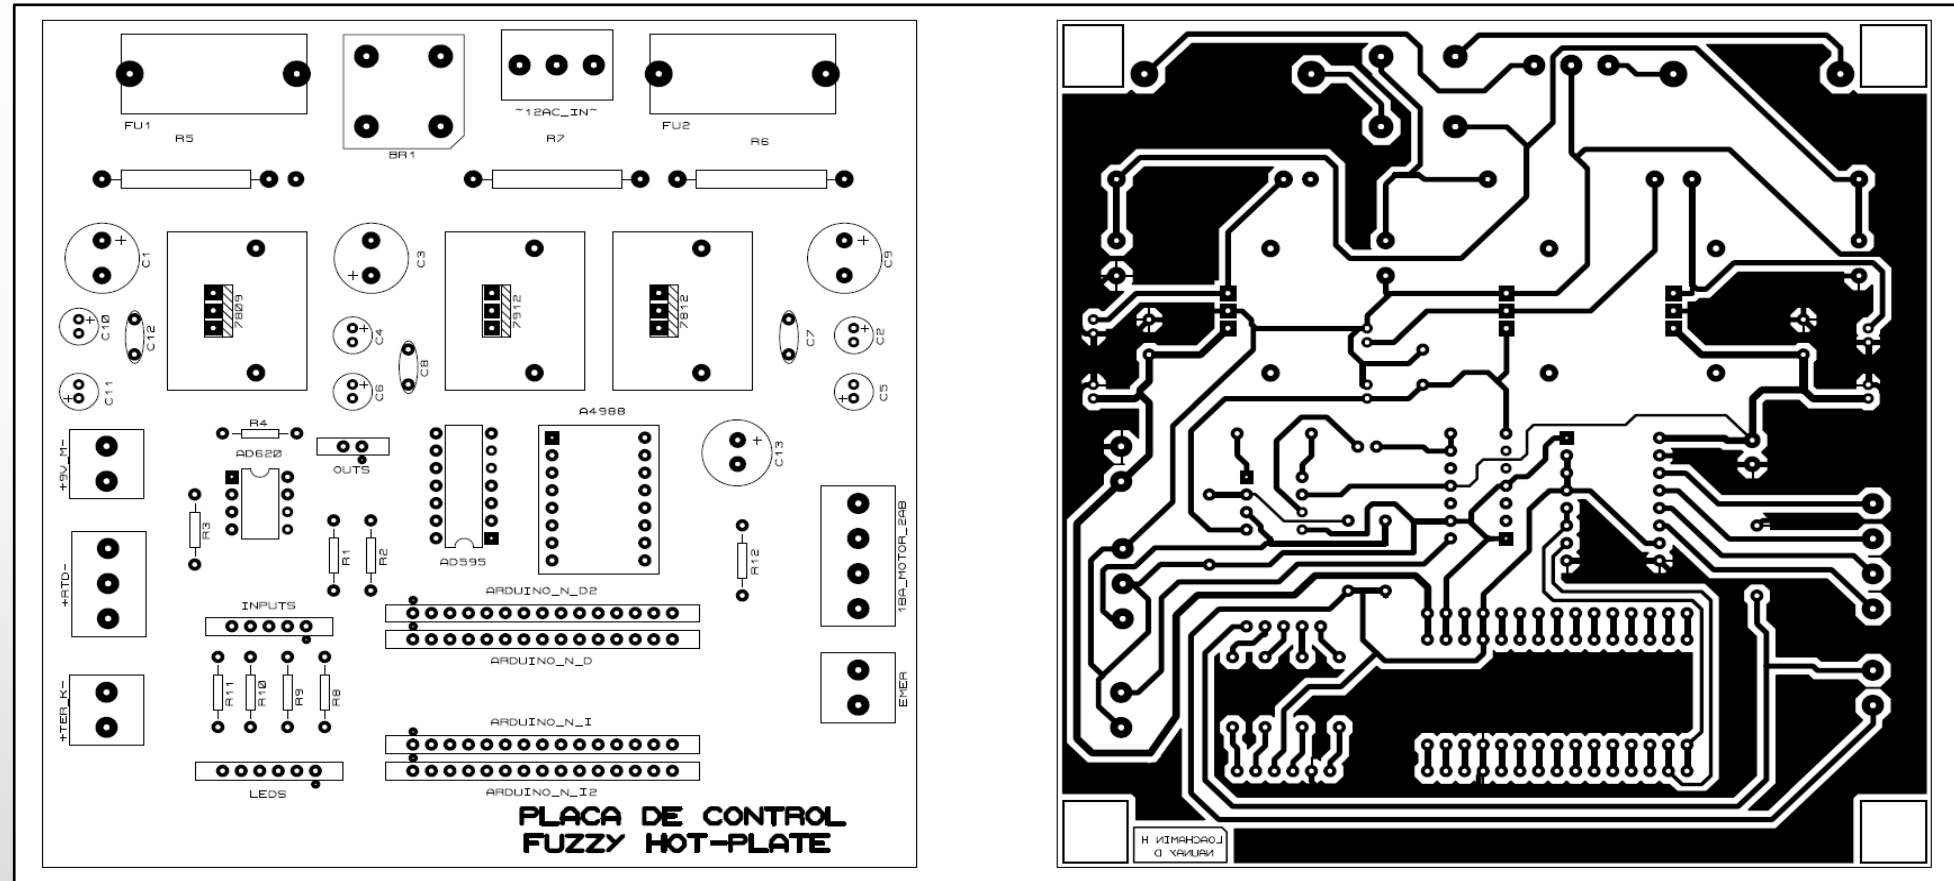 FU1
R5
BR1
~12AC_IN~
R7
FU2
R6
C1
C3
C9
7809
7912
7812
C10
C12
C4
C8
C7
C2
C11
C6
C5
A4988
R4
AD620
OUTS
C13
+9V_M-
R3
R1
R2
AD595
R12
1BA_MOTOR_2AB
+RTD-
ARDUINO_N_D2
INPUTS
ARDUINO_N_D
R11
R10
R9
R8
EMER
+TER_K-
ARDUINO_N_I
LEDS
ARDUINO_N_I2
PLACA DE CONTROL
FUZZY HOT-PLATE
LOACHAMIN H
NAUÑAY D